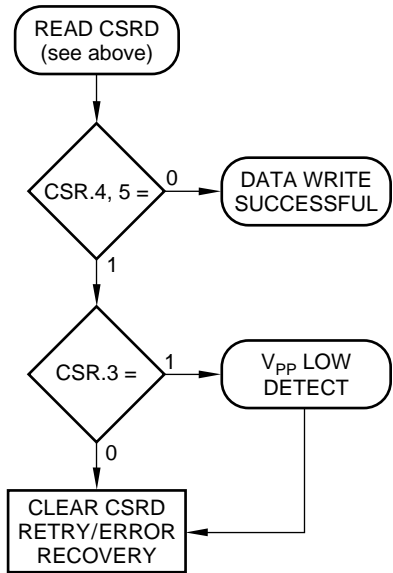 READ CSRD
(see above)
CSR.4, 5 =
0
DATA WRITE
SUCCESSFUL
1
CSR.3 =
1
VPP LOW
DETECT
0
CLEAR CSRD
RETRY/ERROR
RECOVERY